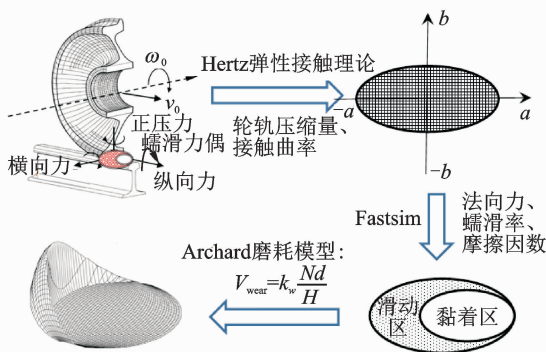 ω₀
v₀
正压力
蠕滑力偶
横向力
纵向力
Hertz弹性接触理论
轮轨压缩量、
接触曲率
b
-a
a
-b
Fastsim
法向力、
蠕滑率、
摩擦因数
Archard磨耗模型:
V_wear=k_w Nd/H
滑动
区
黏着区